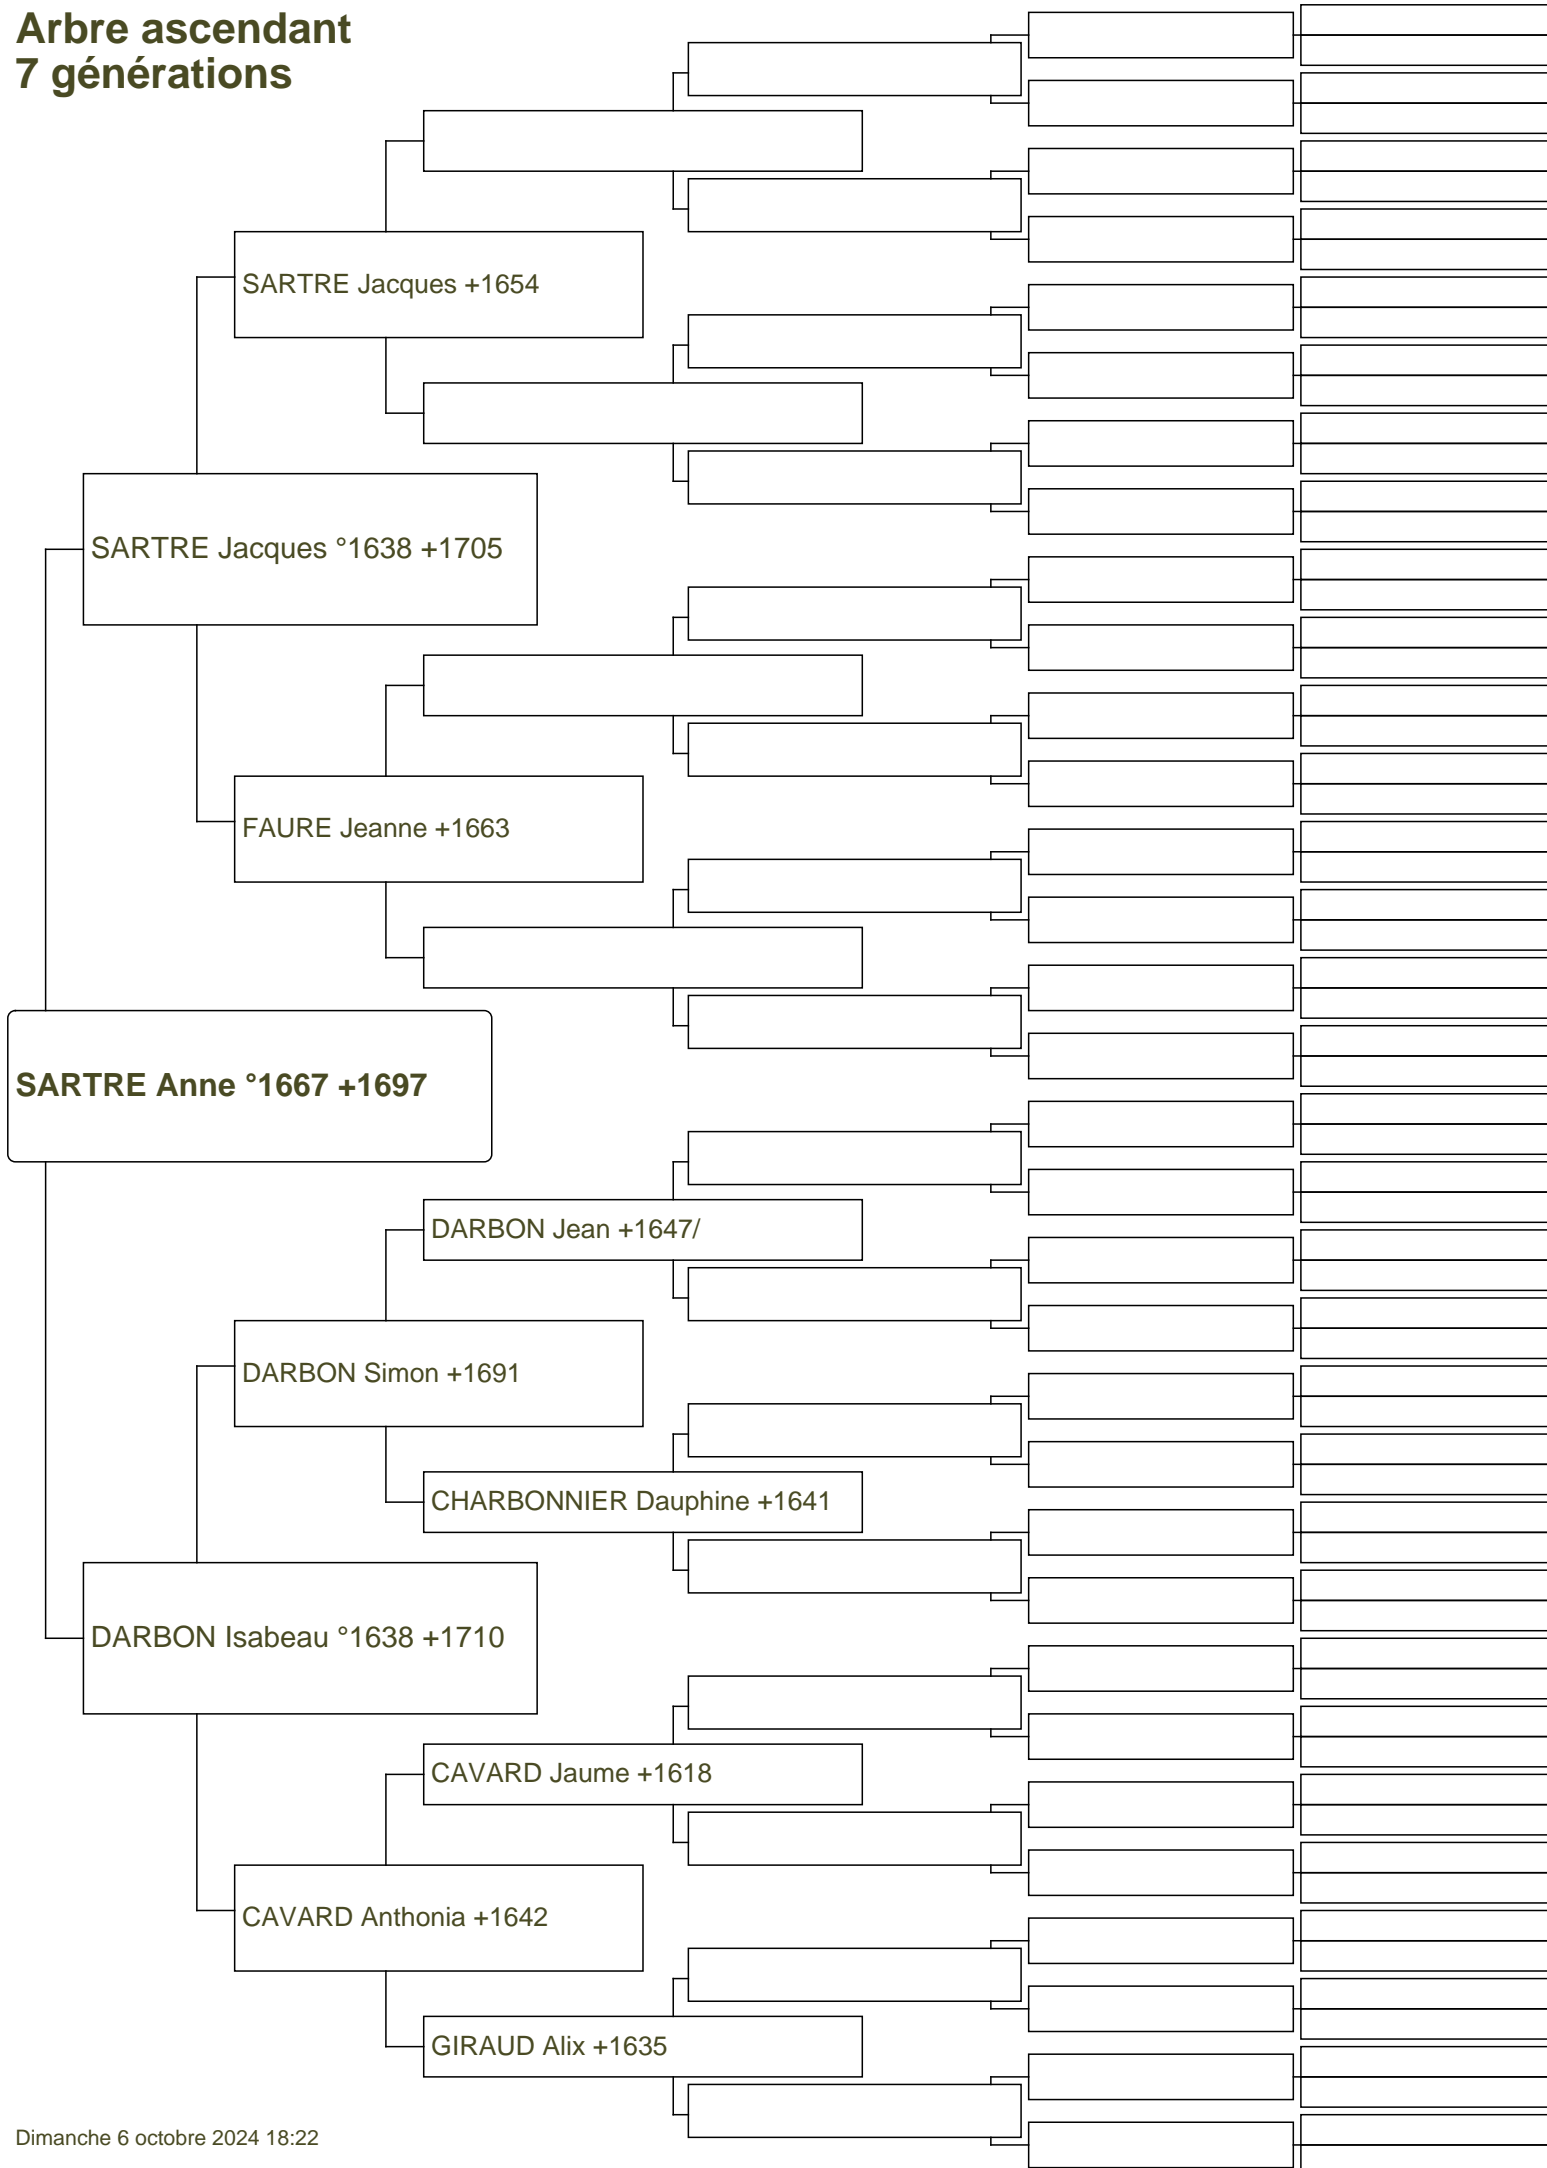 Arbre ascendant
7 générations
SARTRE Jacques +1654
SARTRE Jacques °1638 +1705
FAURE Jeanne +1663
SARTRE Anne °1667 +1697
DARBON Jean +1647/
DARBON Simon +1691
CHARBONNIER Dauphine +1641
DARBON Isabeau °1638 +1710
CAVARD Jaume +1618
CAVARD Anthonia +1642
GIRAUD Alix +1635
Dimanche 6 octobre 2024 18:22